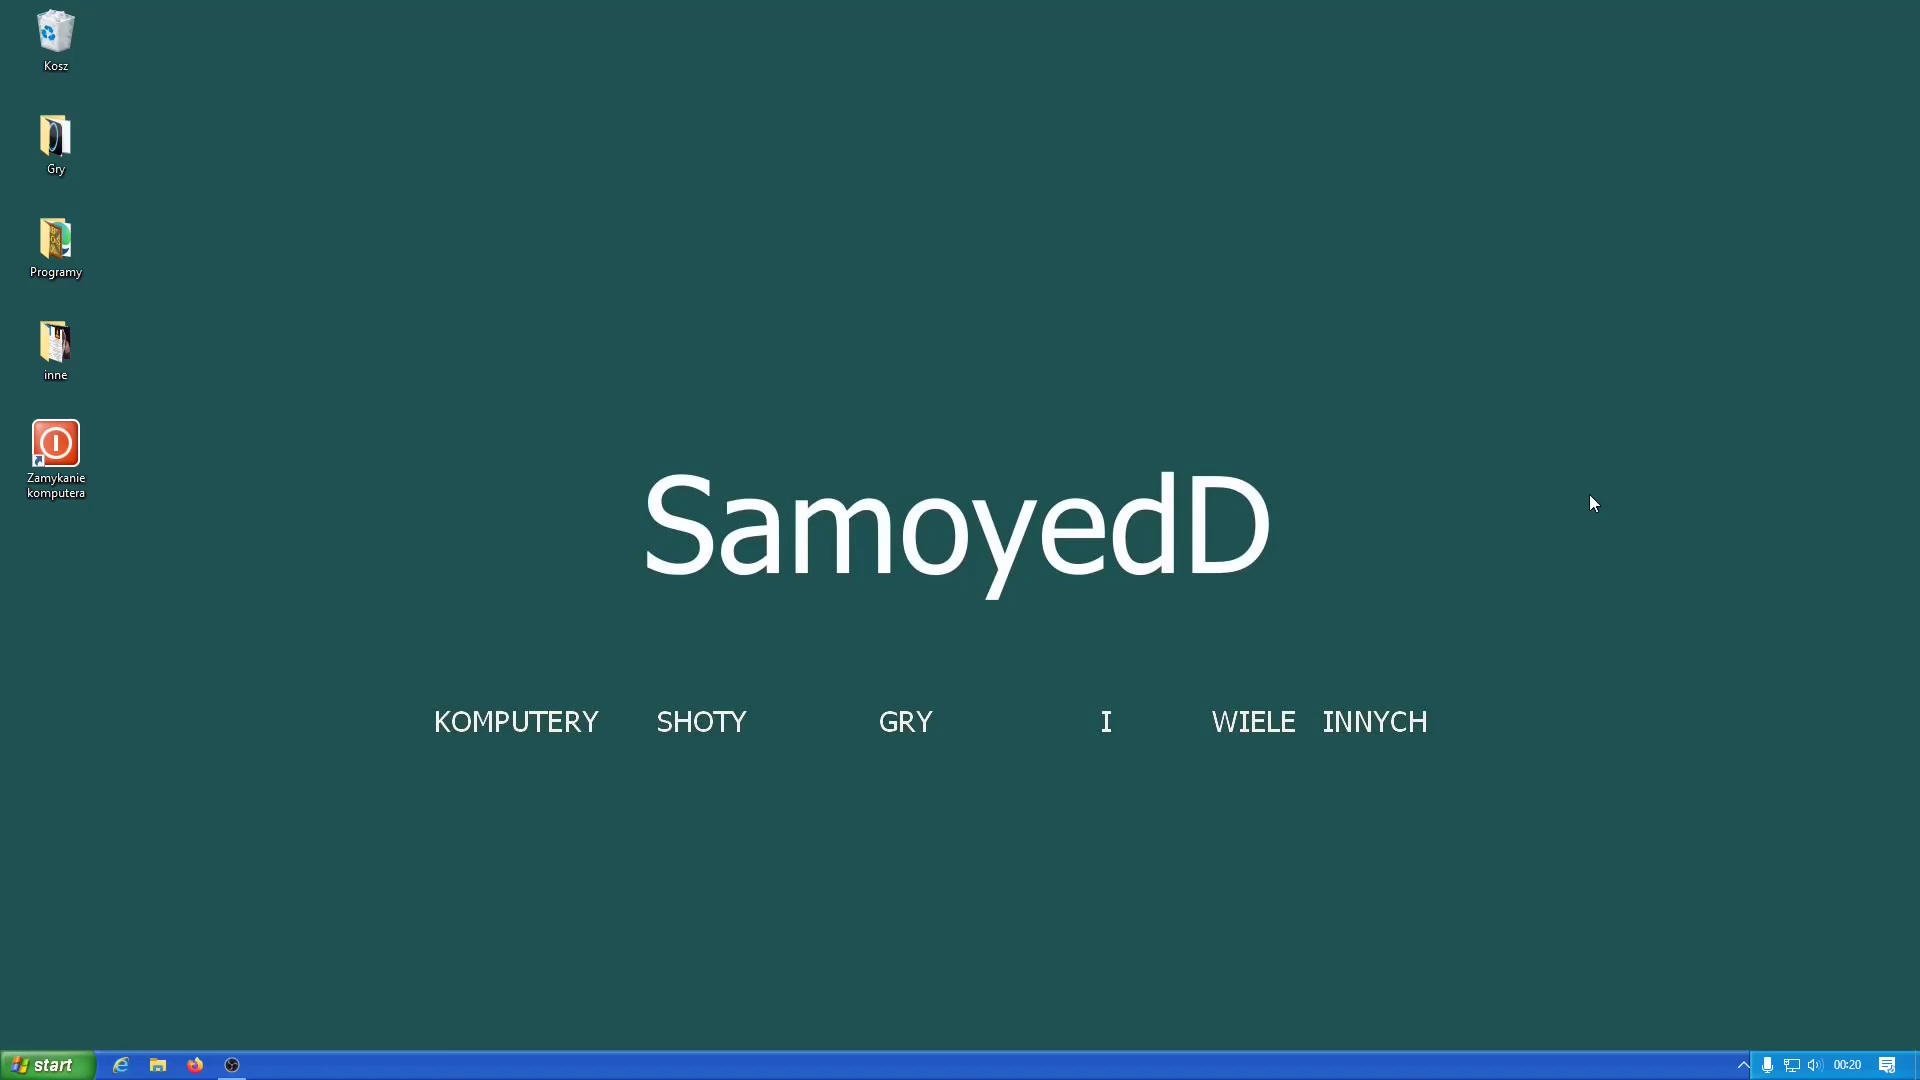 Kosz
Gry
Programy
inne
Zamykanie
komputera
SamoyedD
KOMPUTERY SHOTY GRY I WIELE INNYCH
start
00:20